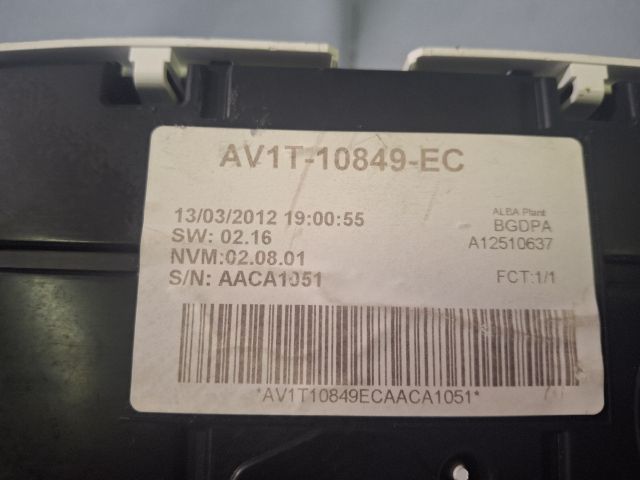 AV1T-10849-EC
13/03/2012 19:00:55
SW: 02.16
NVM:02.08.01
S/N: AACA1051
ALBA Plant
BGDPA
A12510637
FCT:1/1
*AV1T10849ECAACA1051*